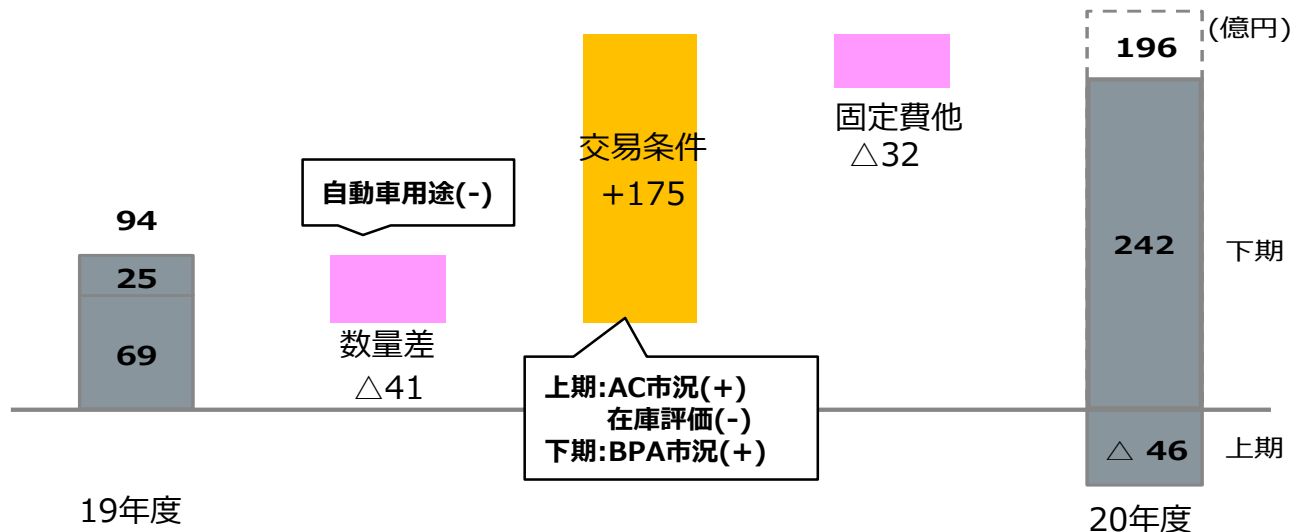 (億円)
94
25
69
19年度
自動車用途(-)
数量差
△41
交易条件
+175
上期:AC市況(+)
在庫評価(-)
下期:BPA市況(+)
固定費他
△32
196
242
下期
△ 46
上期
20年度